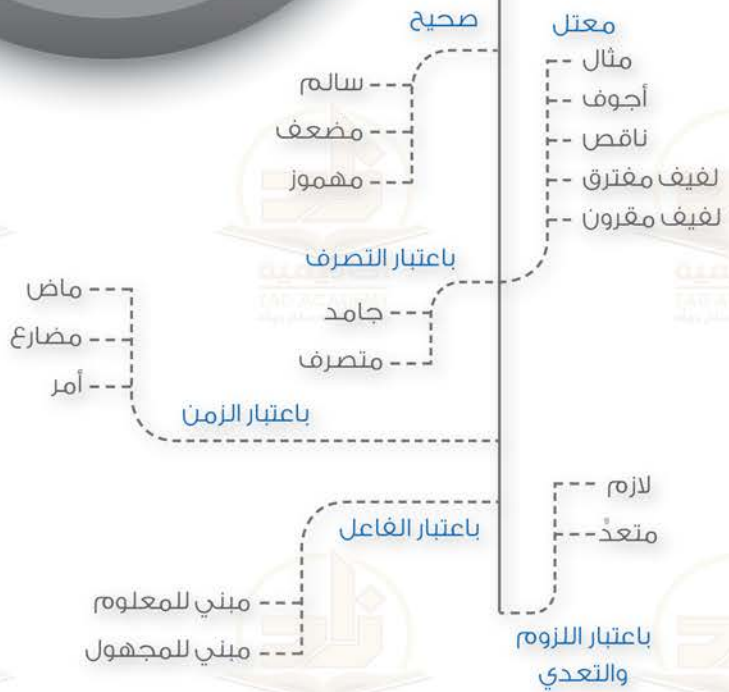 معتل
مثال
أجوف
ناقص
لفيف مفترق
لفيف مقرون
صحيح
سالم
مضعف
مهموز
باعتبار التصرف
جامد
متصرف
باعتبار الزمن
ماض
مضارع
أمر
باعتبار الفاعل
مبني للمعلوم
مبني للمجهول
باعتبار اللزوم
والتعدي
لازم
متعدٍّ